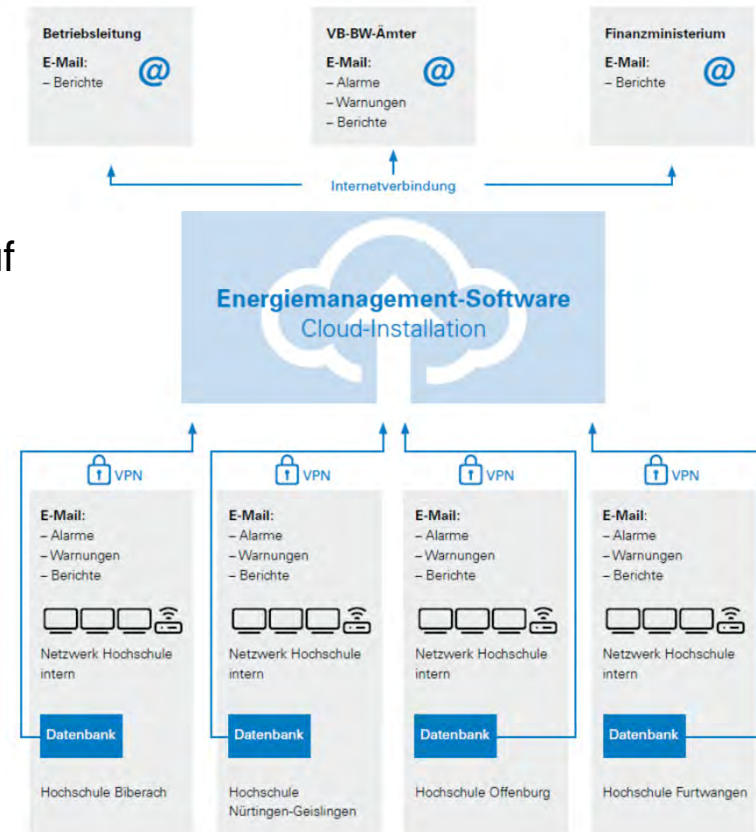 Betriebsleitung
E-Mail:
– Berichte
@
VB-BW-Ämter
E-Mail:
– Alarme
– Warnungen
– Berichte
@
Finanzministerium
E-Mail:
– Berichte
@
Internetverbindung
Energiemanagement-Software
Cloud-Installation
VPN
E-Mail:
– Alarme
– Warnungen
– Berichte
Netzwerk Hochschule
intern
Datenbank
Hochschule Biberach
VPN
E-Mail:
– Alarme
– Warnungen
– Berichte
Netzwerk Hochschule
intern
Datenbank
Hochschule
Nürtingen-Geislingen
VPN
E-Mail:
– Alarme
– Warnungen
– Berichte
Netzwerk Hochschule
intern
Datenbank
Hochschule Offenburg
VPN
E-Mail:
– Alarme
– Warnungen
– Berichte
Netzwerk Hochschule
intern
Datenbank
Hochschule Furtwangen